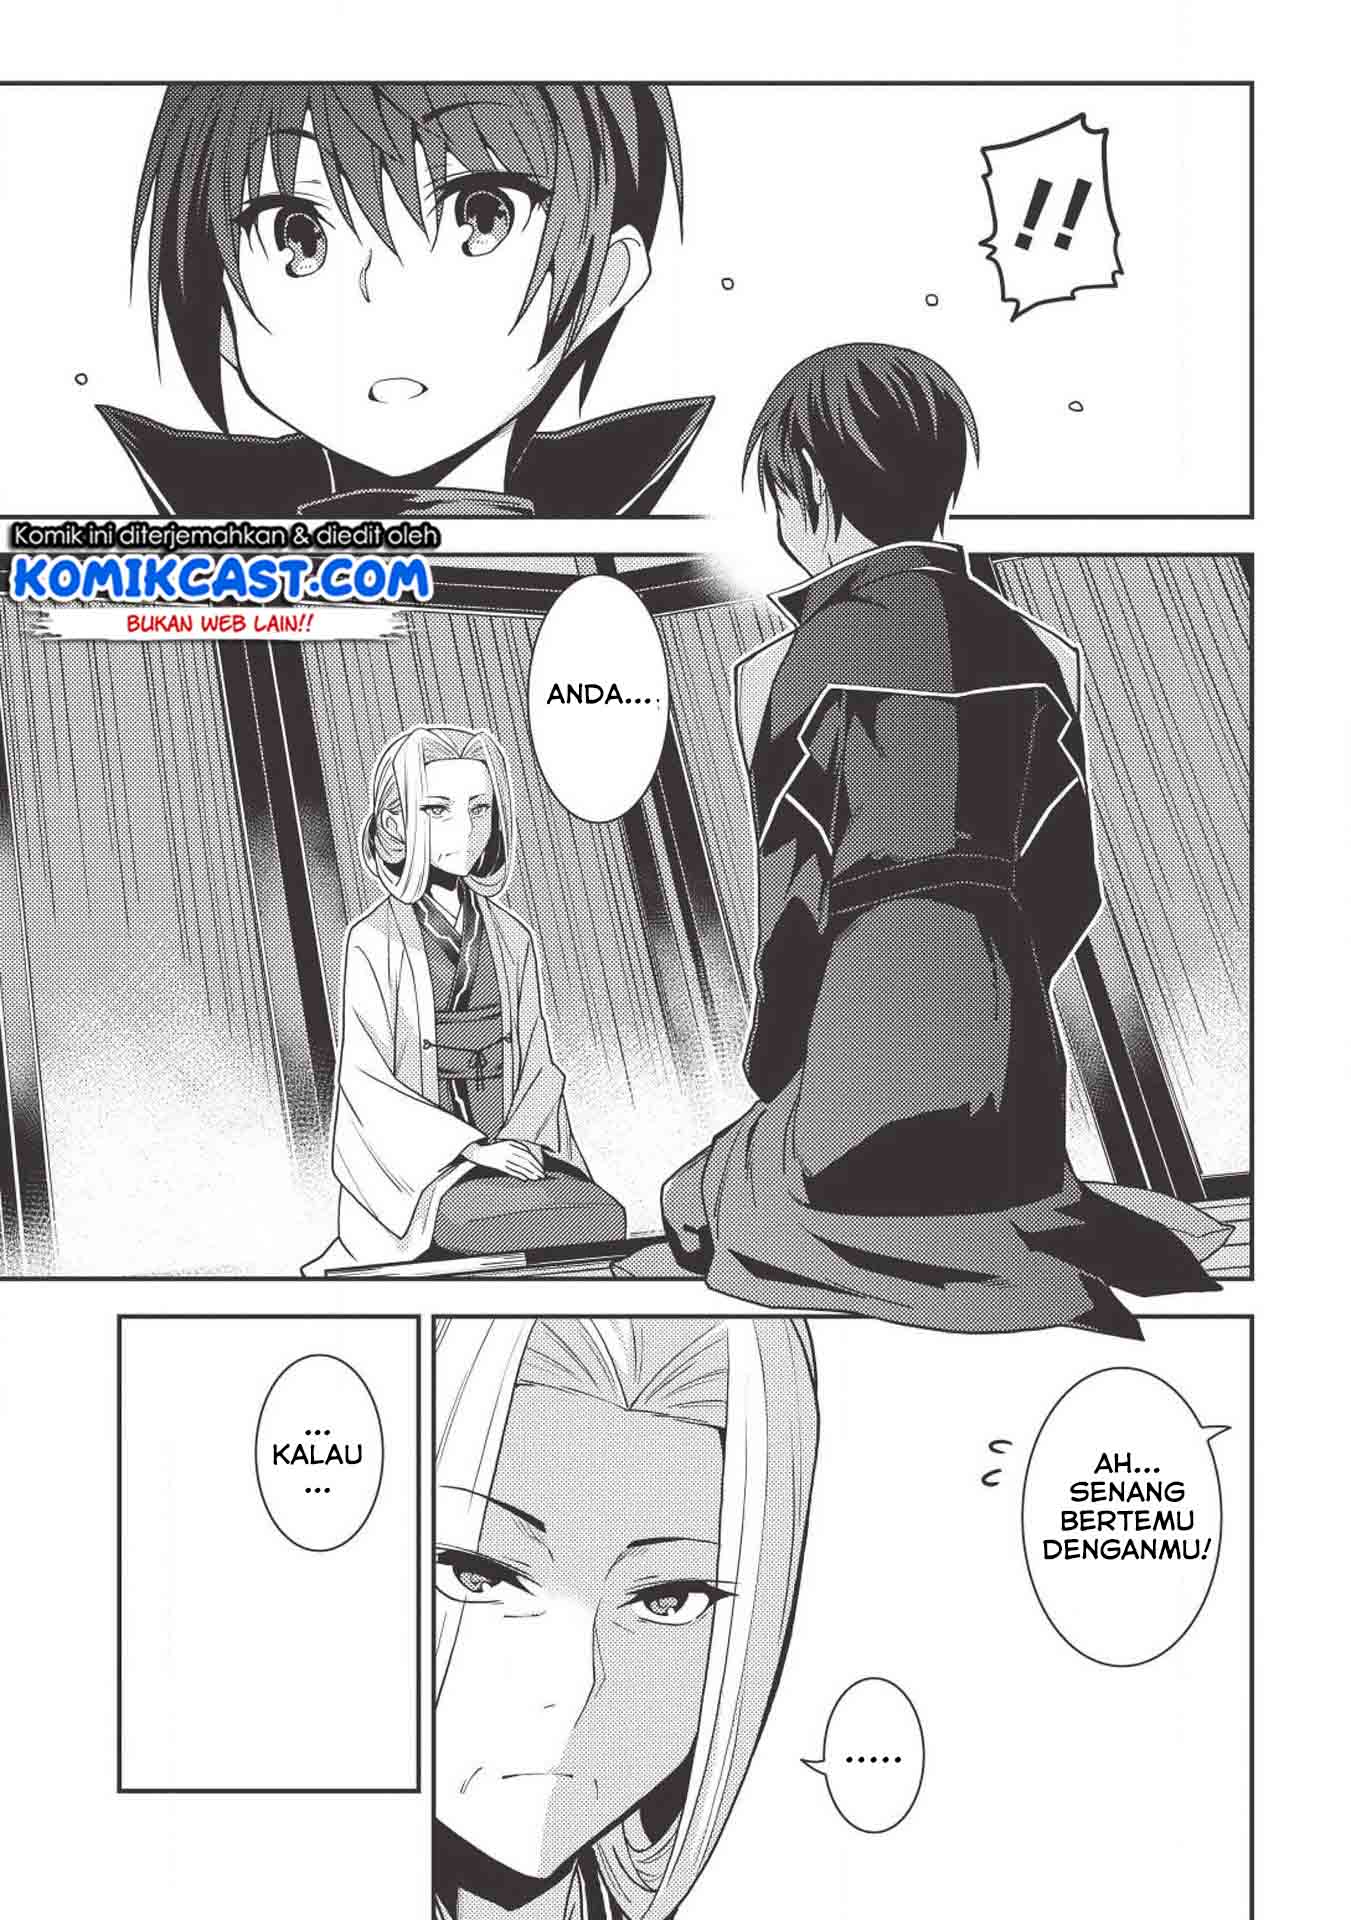 !!
Komik ini diterjemahkan & diedit oleh
KOMIKCAST.COM
BUKAN WEB LAIN!!
ANDA....
AH...
SENANG
BERTEMU
DENGANMU!
.....
...
KALAU
...